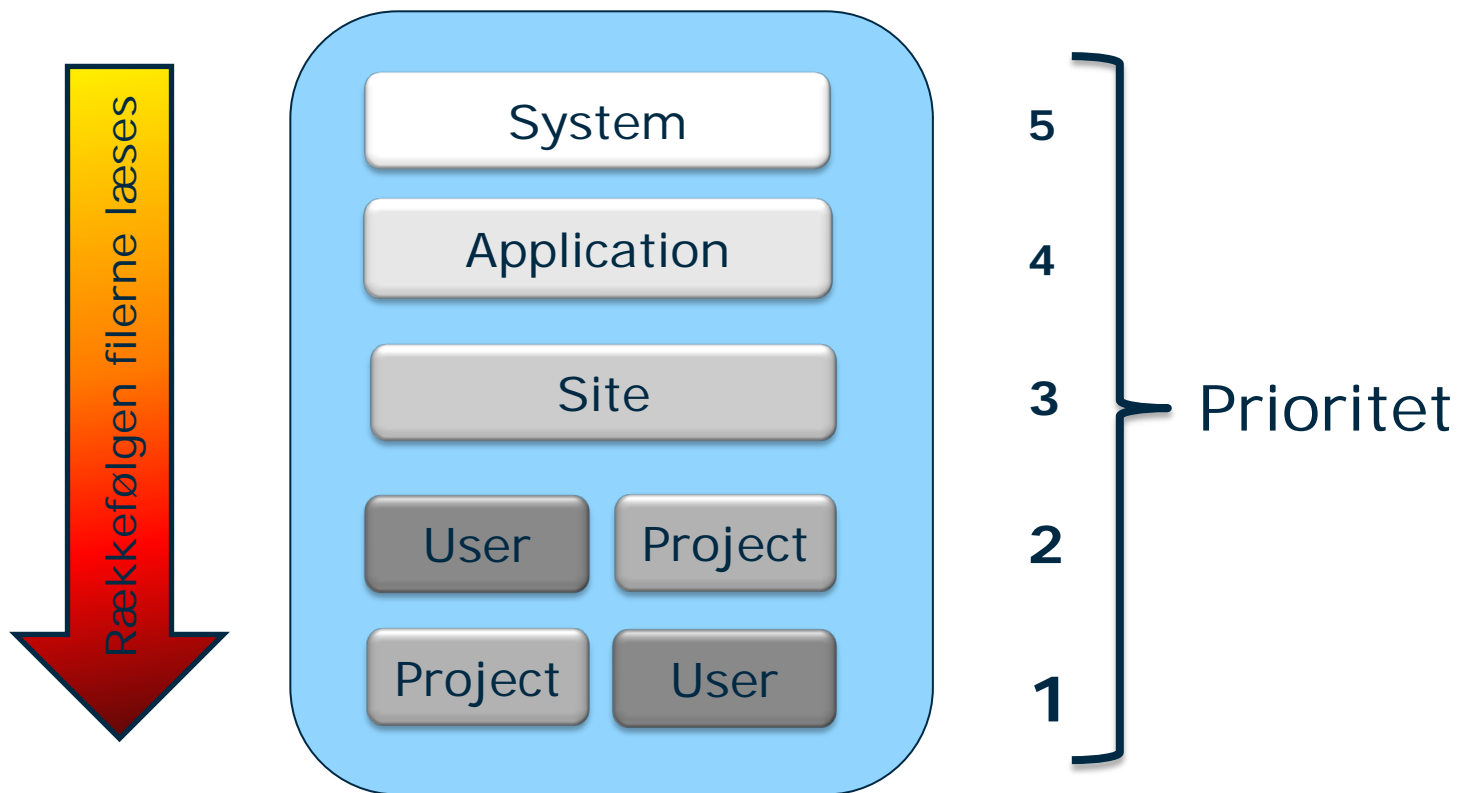 Rækkefølgen filerne læses
System
5
Application
4
Site
3
User Project
2
Project User
1
Prioritet